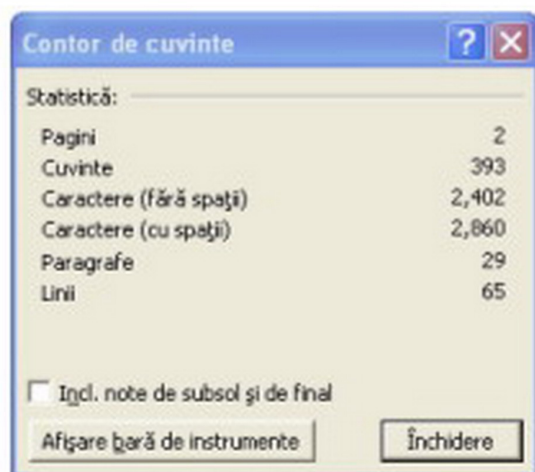 Contor de cuvinte
Statistică:
Pagini 2
Cuvinte 393
Caractere (fără spaţii) 2,402
Caractere (cu spaţii) 2,860
Paragrafe 29
Linii 65
Incl. note de subsol şi de final
Afişare bară de instrumente Închidere